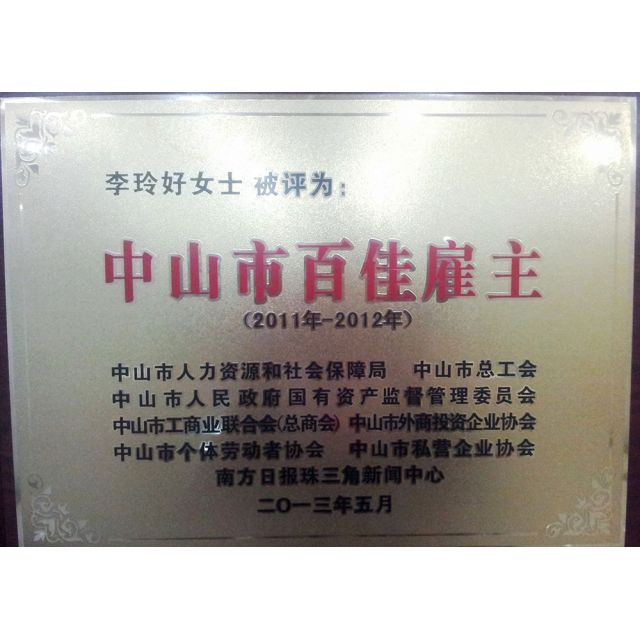 李玲好女士 被评为：
中山市百佳雇主
（2011年-2012年）
中山市人力资源和社会保障局 中山市总工会
中山市人民政府国有资产监督管理委员会
中山市工商业联合会(总商会) 中山市外商投资企业协会
中山市个体劳动者协会 中山市私营企业协会
南方日报珠三角新闻中心
二〇一三年五月